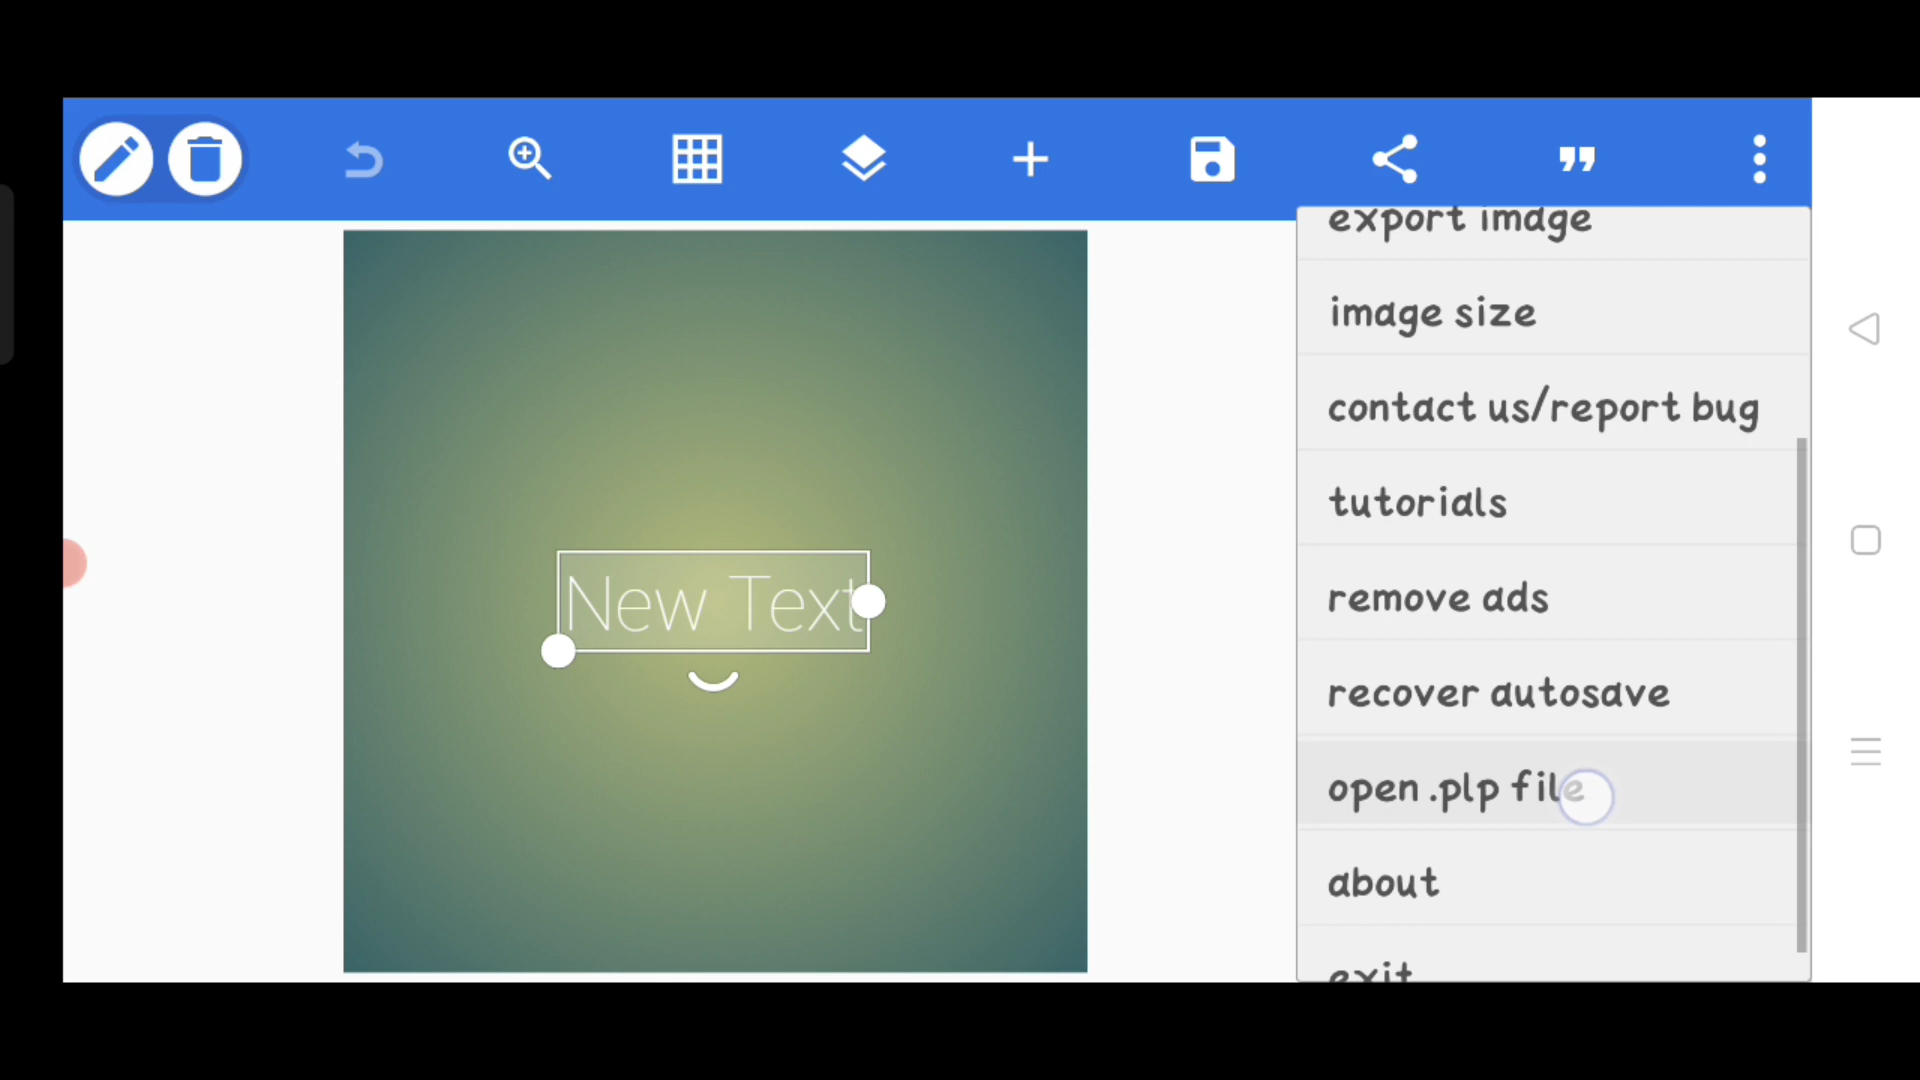 export image
image size
contact us/report bug
tutorials
New Text
remove ads
recover autosave
open .plp file
about
exit